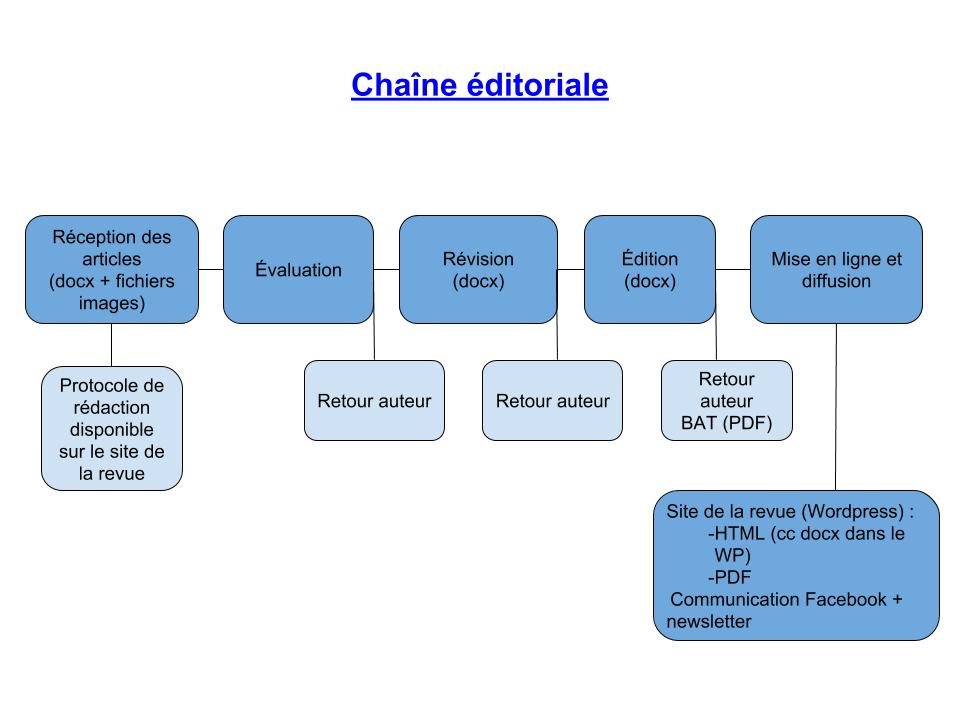 Chaîne éditoriale
Réception des
articles
(docx + fichiers
images)
Évaluation
Révision
(docx)
Édition
(docx)
Mise en ligne et
diffusion
Protocole de
rédaction
disponible
sur le site de
la revue
Retour auteur
Retour auteur
Retour
auteur
BAT (PDF)
Site de la revue (Wordpress) :
-HTML (cc docx dans le
WP)
-PDF
Communication Facebook +
newsletter